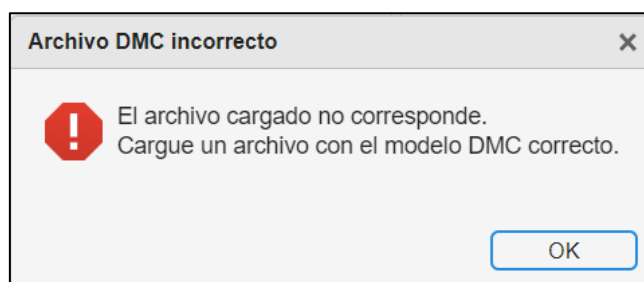 Archivo DMC incorrecto
El archivo cargado no corresponde.
Cargue un archivo con el modelo DMC correcto.
OK